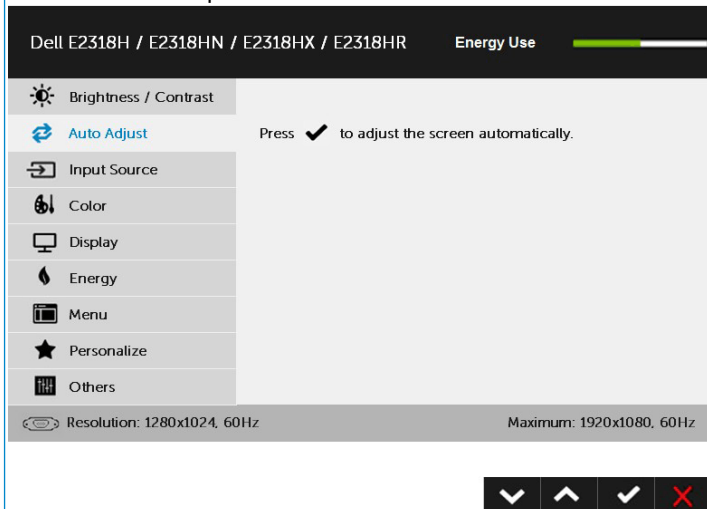 Dell E2318H / E2318HN / E2318HX / E2318HR Energy Use
Brightness / Contrast
Auto Adjust
Press to adjust the screen automatically.
Input Source
Color
Display
Energy
Menu
Personalize
Others
Resolution: 1280x1024, 60Hz Maximum: 1920x1080, 60Hz